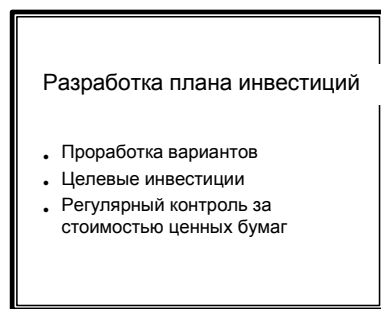 Разработка плана инвестиций
• Проработка вариантов
• Целевые инвестиции
• Регулярный контроль за
стоимостью ценных бумаг